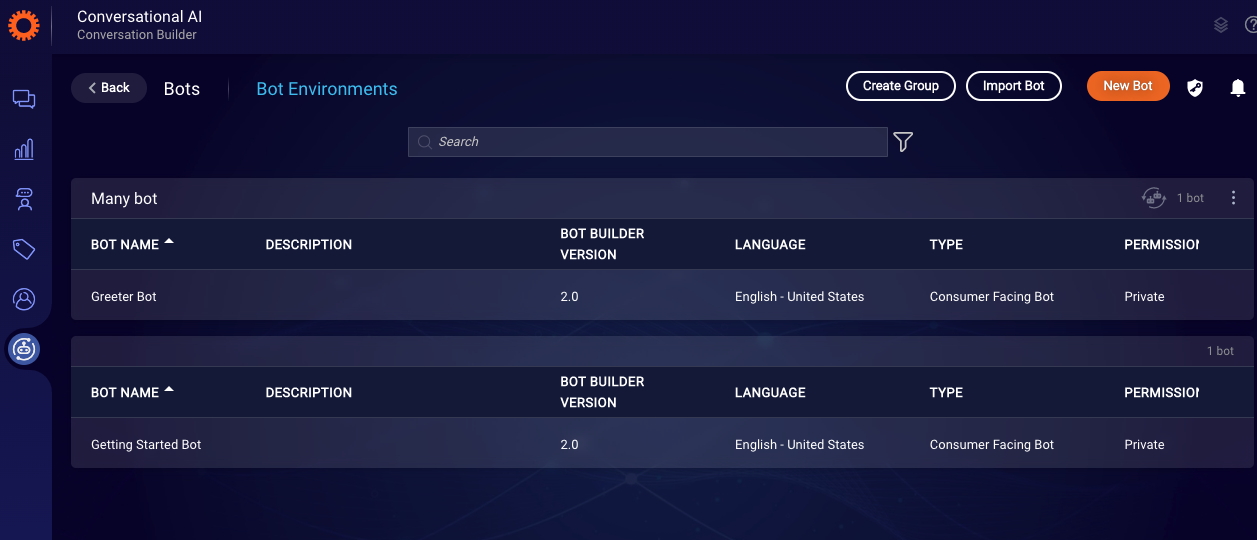 Conversational AI
Conversation Builder
Back
Bots
Bot Environments
Create Group
Import Bot
New Bot
Search
Many bot
1 bot
BOT NAME DESCRIPTION BOT BUILDER VERSION LANGUAGE TYPE PERMISSION
Greeter Bot 2.0 English - United States Consumer Facing Bot Private
1 bot
BOT NAME DESCRIPTION BOT BUILDER VERSION LANGUAGE TYPE PERMISSION
Getting Started Bot 2.0 English - United States Consumer Facing Bot Private